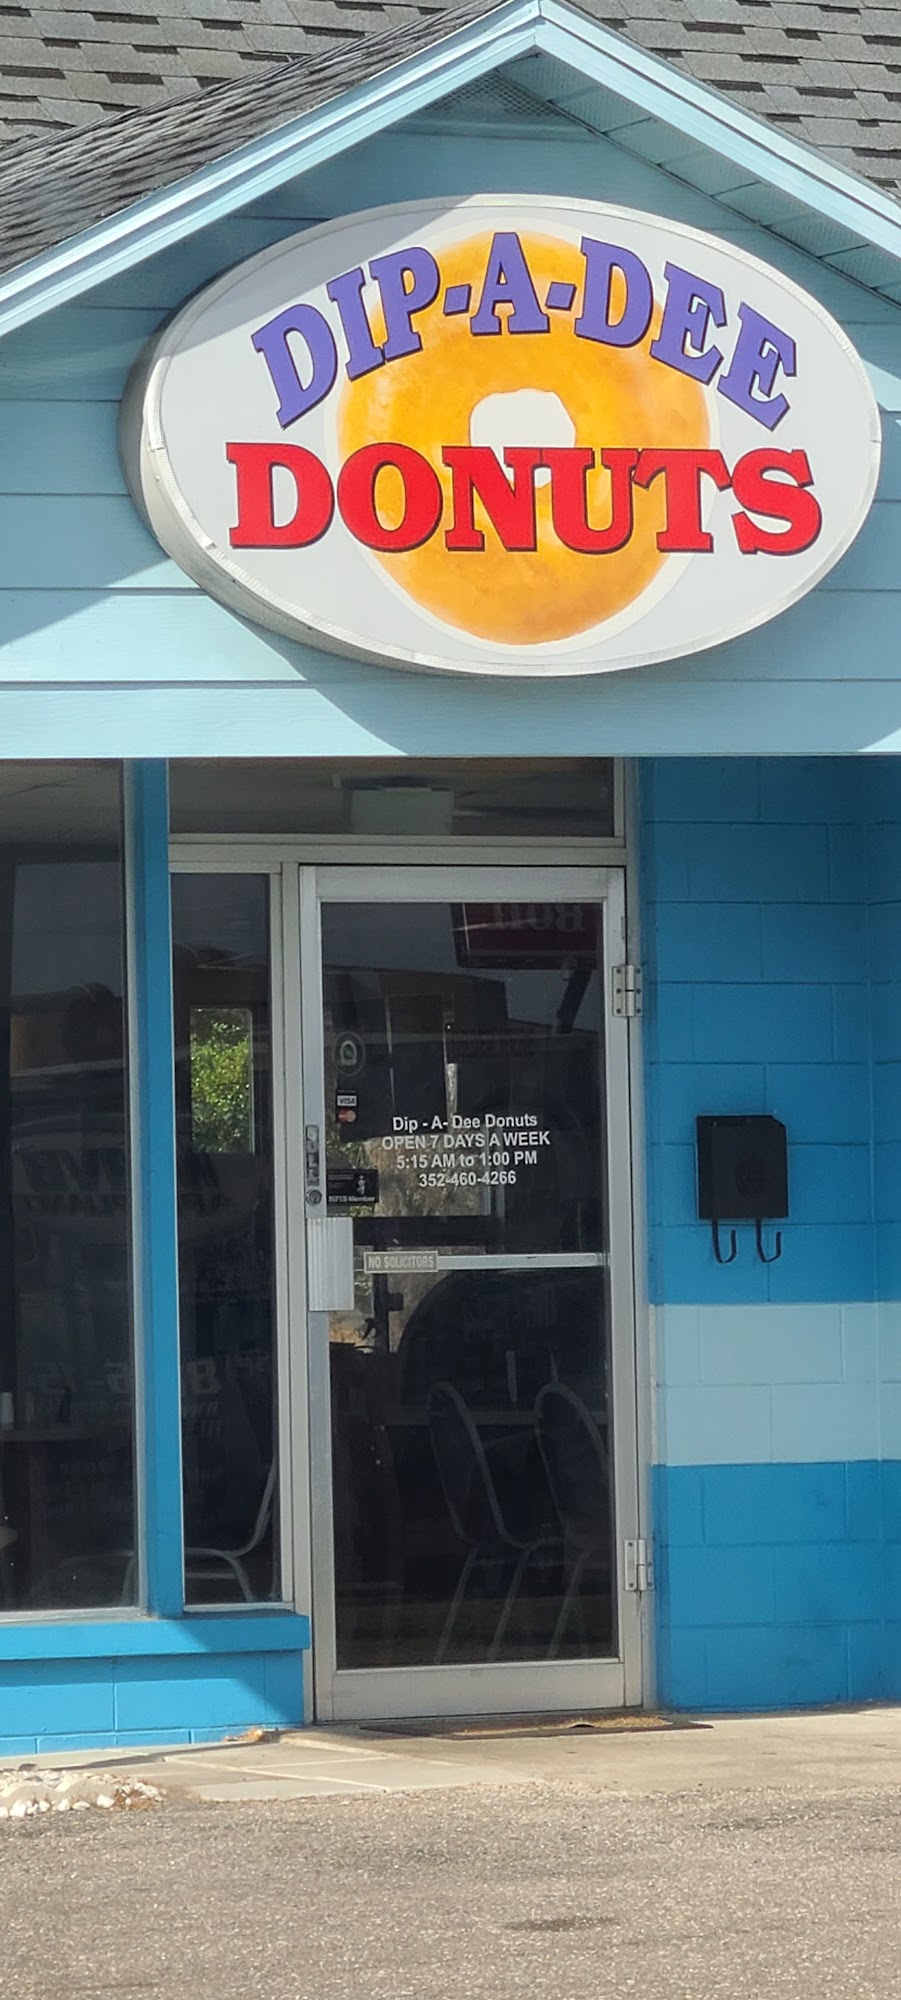 DIP-A-DEE
DONUTS
VISA
Dip - A- Dee Donuts
OPEN 7 DAYS A WEEK
5:15 AM to 1:00 PM
352-460-4266
NO SOLICITORS